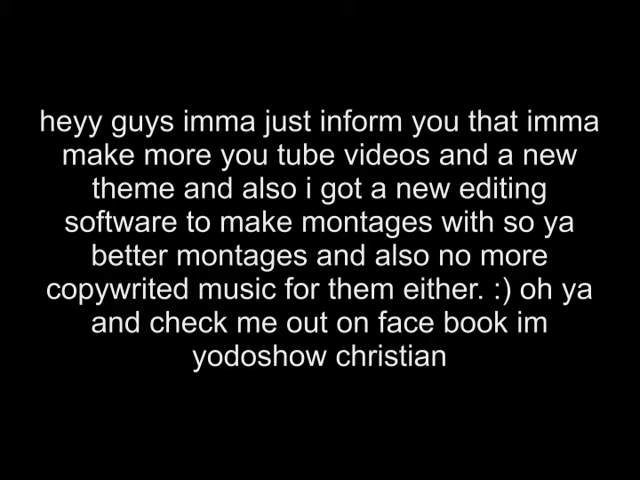 heyy guys imma just inform you that imma
make more you tube videos and a new
theme and also i got a new editing
software to make montages with so ya
better montages and also no more
copywrited music for them either. :) oh ya
and check me out on face book im
yodoshow christian